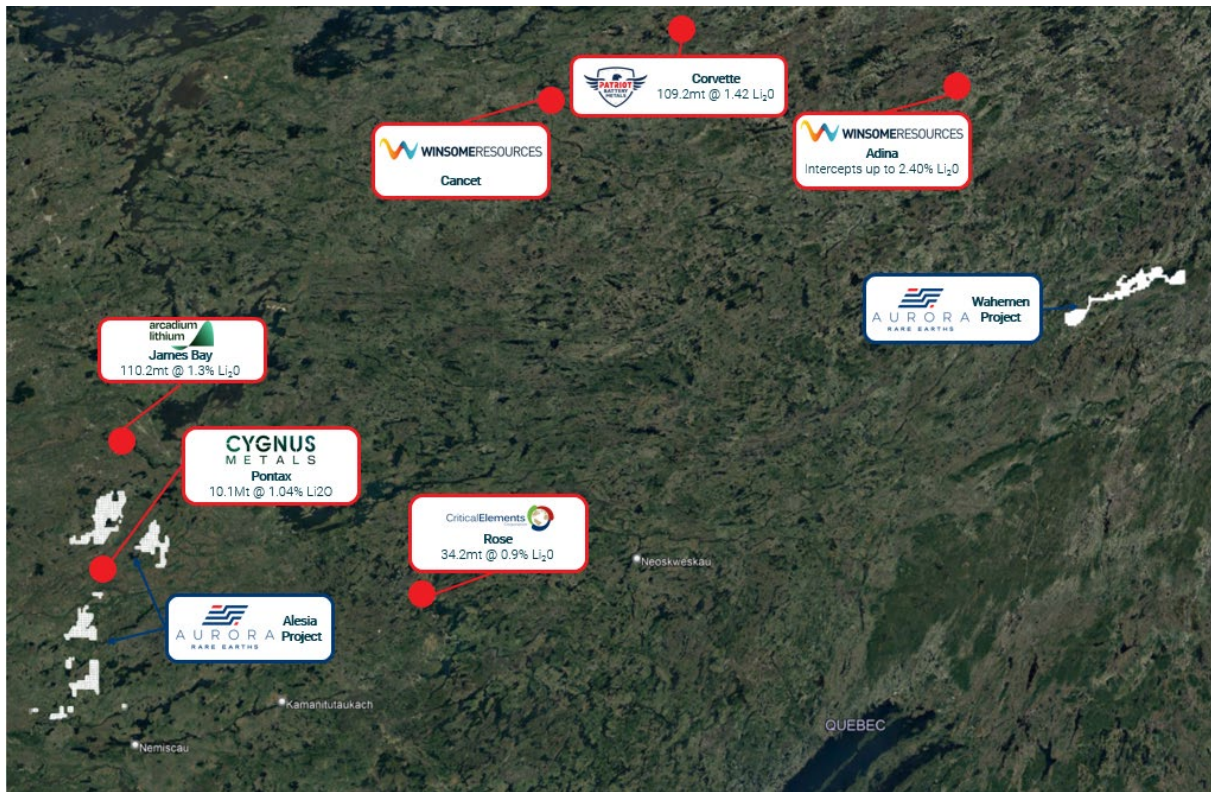 PATRIOT
BATTERY
METALS
Corvette
109.2mt @ 1.42 Li₂0
WINSOMERESOURCES
Cancet
WINSOMERESOURCES
Adina
Intercepts up to 2.40% Li₂0
AURORA
RARE EARTHS
Wahemen
Project
arcadium
lithium
James Bay
110.2mt @ 1.3% Li₂0
CYGNUS
METALS
Pontax
10.1Mt @ 1.04% Li2O
CriticalElements
Rose
34.2mt @ 0.9% Li₂0
Neoskweskau
AURORA
RARE EARTHS
Alesia
Project
Kamanitutaukach
QUEBEC
Nemiscau